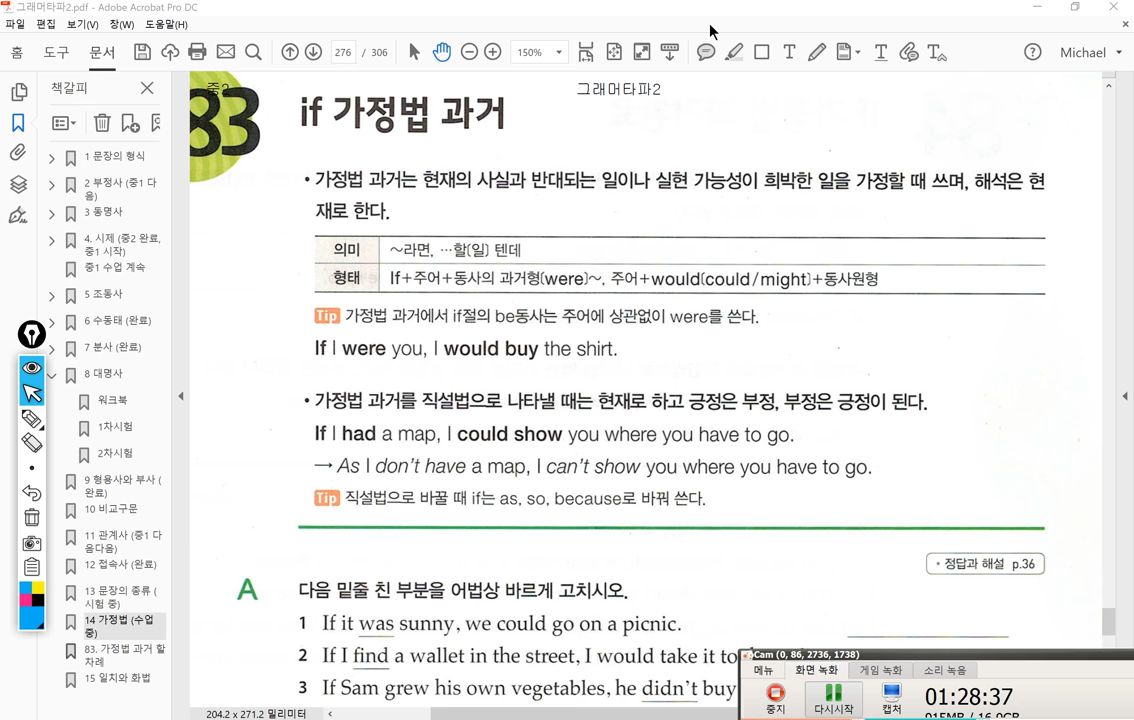 그래머타파2.pdf - Adobe Acrobat Pro DC
파일 편집 보기(V) 창(W) 도움말(H)
홈 도구 문서 276 / 306 150% Michael
책갈피
1 문장의 형식
2 부정사 (중1 다
음)
3 동명사
4. 시제 (중2 완료,
중1 시작)
중1 수업 계속
5 조동사
6 수동태 (완료)
7 분사 (완료)
8 대명사
워크북
1차시험
2차시험
9 형용사와 부사 (
완료)
10 비교구문
11 관계사 (중1 다
음다음)
12 접속사 (완료)
13 문장의 종류 (
시험 중)
14 가정법 (수업
중)
83. 가정법 과거 할
차례
15 일치와 화법
중2
그래머타파2
83 if 가정법 과거
• 가정법 과거는 현재의 사실과 반대되는 일이나 실현 가능성이 희박한 일을 가정할 때 쓰며, 해석은 현
재로 한다.
의미 ~라면, …할(일) 텐데
형태 If+주어+동사의 과거형(were)~, 주어+would(could/might)+동사원형
Tip 가정법 과거에서 if절의 be동사는 주어에 상관없이 were를 쓴다.
If I were you, I would buy the shirt.
• 가정법 과거를 직설법으로 나타낼 때는 현재로 하고 긍정은 부정, 부정은 긍정이 된다.
If I had a map, I could show you where you have to go.
→ As I don't have a map, I can't show you where you have to go.
Tip 직설법으로 바꿀 때 if는 as, so, because로 바꿔 쓴다.
• 정답과 해설 p.36
A 다음 밑줄 친 부분을 어법상 바르게 고치시오.
1 If it was sunny, we could go on a picnic.
2 If I find a wallet in the street, I would take it to
3 If Sam grew his own vegetables, he didn't buy
204.2 x 271.2 밀리미터
oCam (0, 86, 2736, 1738)
메뉴 화면 녹화 게임 녹화 소리 녹음
중지 다시시작 캡처 01:28:37